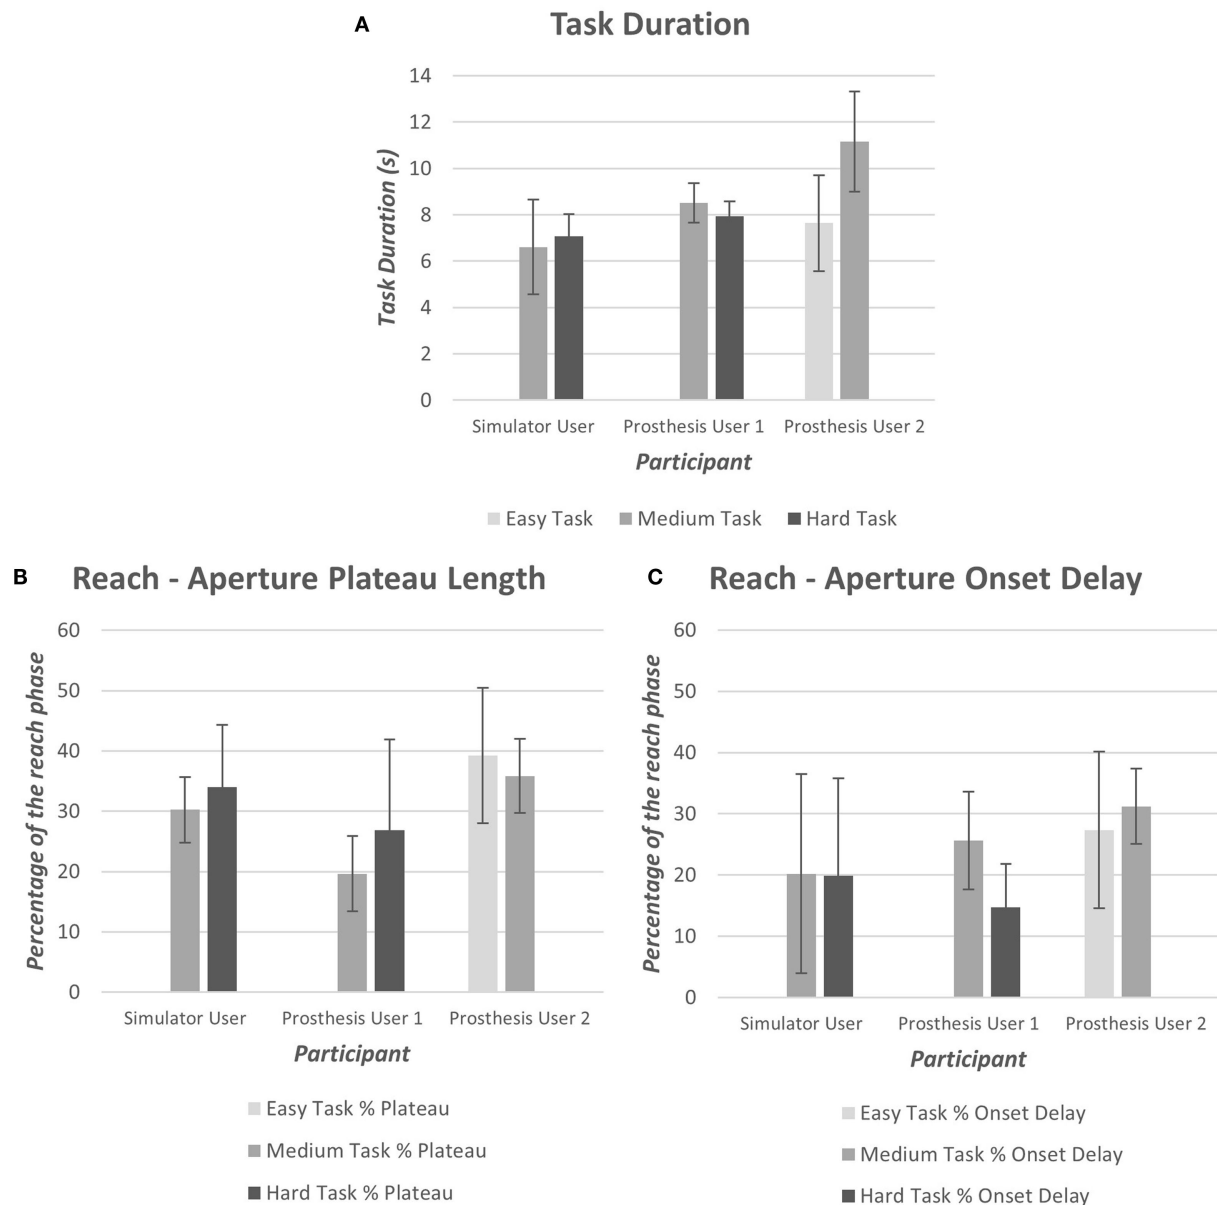 A
Task Duration
14
12
10
8
6
4
2
0
Task Duration (s)
Simulator User Prosthesis User 1 Prosthesis User 2
Participant
Easy Task Medium Task Hard Task
B
Reach - Aperture Plateau Length
60
50
40
30
20
10
0
Percentage of the reach phase
Simulator User Prosthesis User 1 Prosthesis User 2
Participant
Easy Task % Plateau
Medium Task % Plateau
Hard Task % Plateau
C
Reach - Aperture Onset Delay
60
50
40
30
20
10
0
Percentage of the reach phase
Simulator User Prosthesis User 1 Prosthesis User 2
Participant
Easy Task % Onset Delay
Medium Task % Onset Delay
Hard Task % Onset Delay